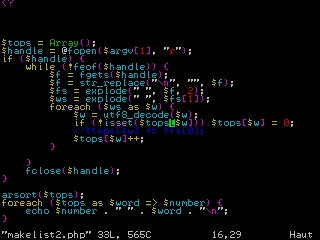 <?
$tops = Array();
$handle = @fopen($argv[1], "r");
if ($handle) {
while (!feof($handle)) {
$f = fgets($handle);
$f = str_replace("\n", "", $f);
$fs = explode(" ", $f, 2);
$ws = explode(" ", $fs[1]);
foreach ($ws as $w) {
$w = utf8_decode($w);
if (!isset($tops[$w])) $tops[$w] = 0;
//$tops[$w] += $fs[0];
$tops[$w]++;
}
}
fclose($handle);
}
arsort($tops);
foreach ($tops as $word => $number) {
echo $number . " " . $word . "\n";
"makelist2.php" 33L, 565C 16,29 Haut